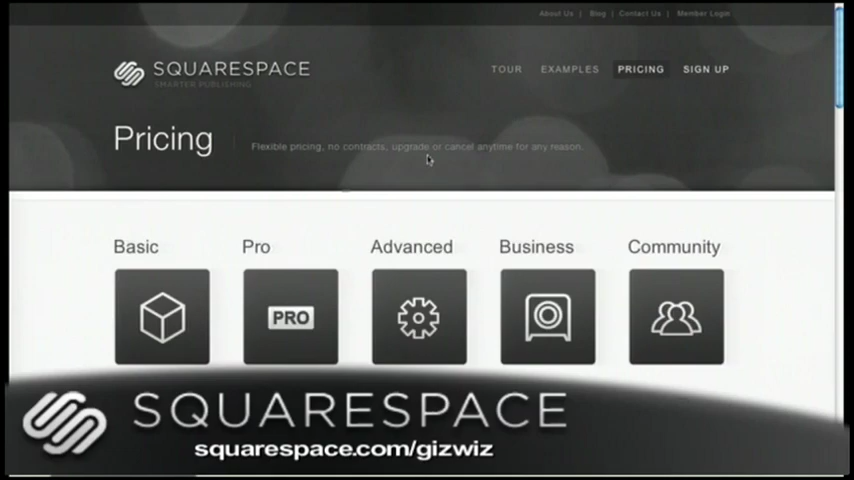 About Us | Blog | Contact Us | Member Login
SQUARESPACE
SMARTER PUBLISHING
TOUR EXAMPLES PRICING SIGN UP
Pricing
Flexible pricing, no contracts, upgrade or cancel anytime for any reason.
Basic Pro Advanced Business Community
PRO
SQUARESPACE
squarespace.com/gizwiz